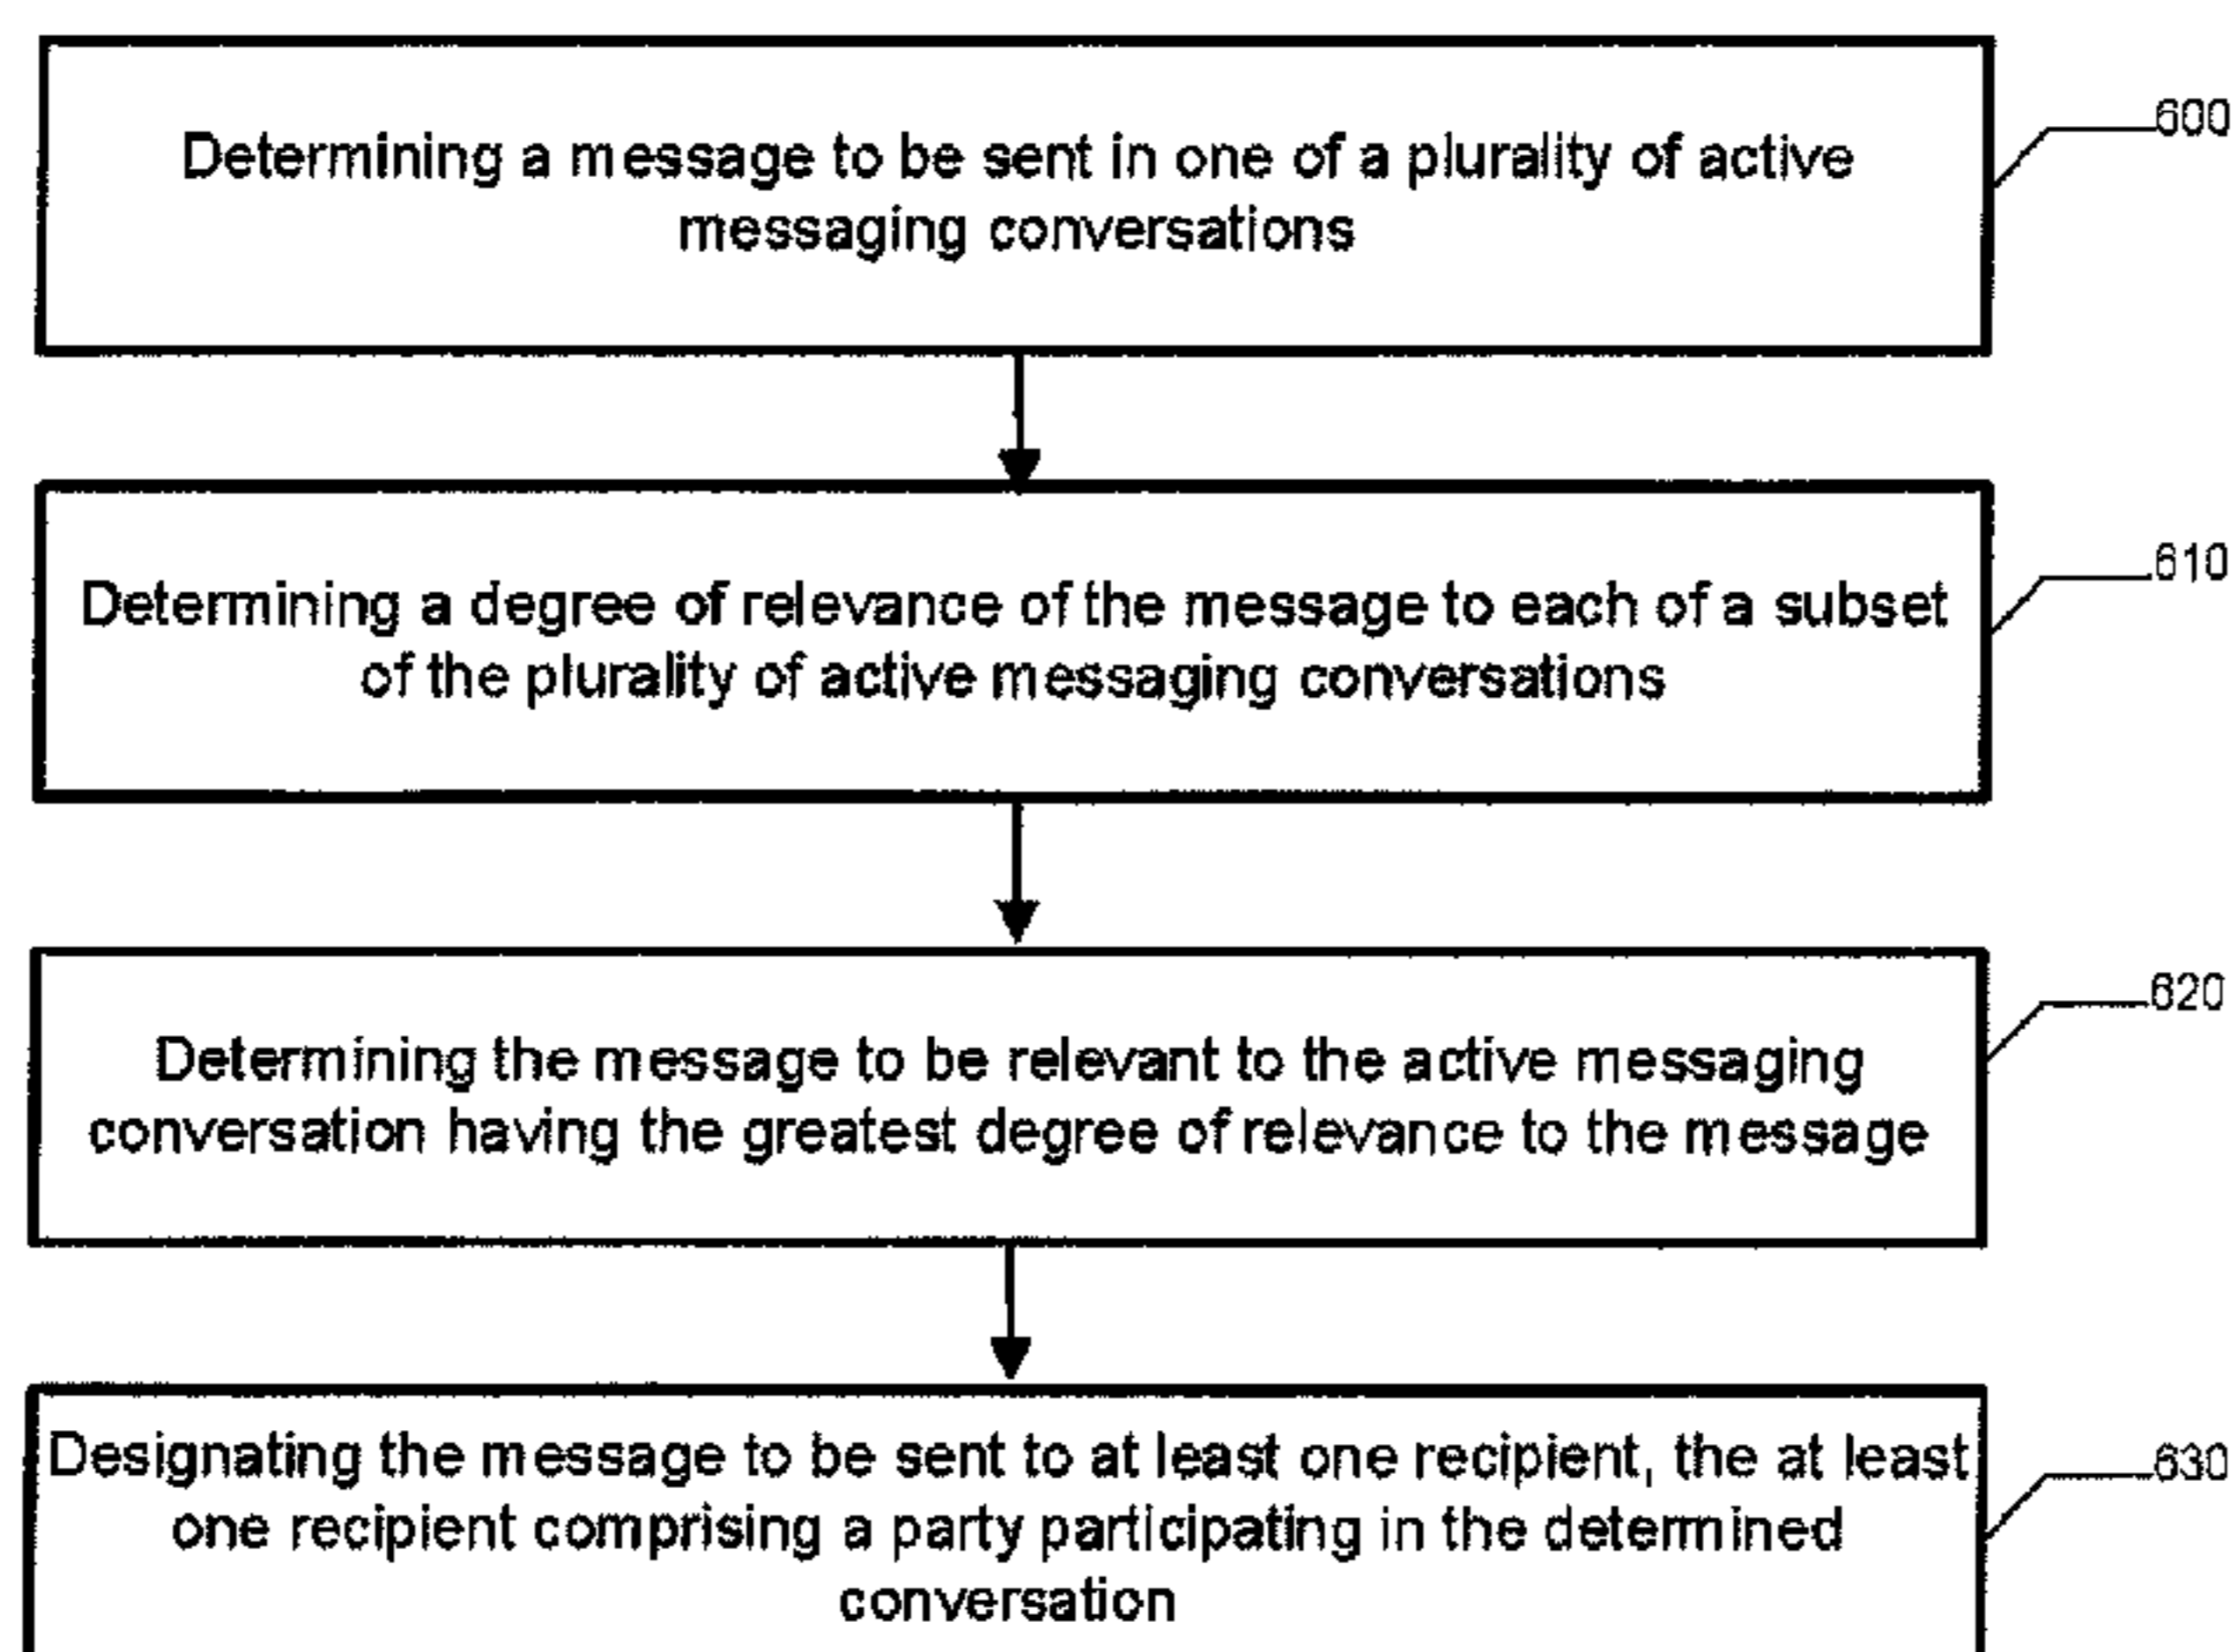 Determining a message to be sent in one of a plurality of active
messaging conversations
600
Determining a degree of relevance of the message to each of a subset
of the plurality of active messaging conversations
610
Determining the message to be relevant to the active messaging
conversation having the greatest degree of relevance to the message
620
Designating the message to be sent to at least one recipient, the at least
one recipient comprising a party participating in the determined
conversation
630